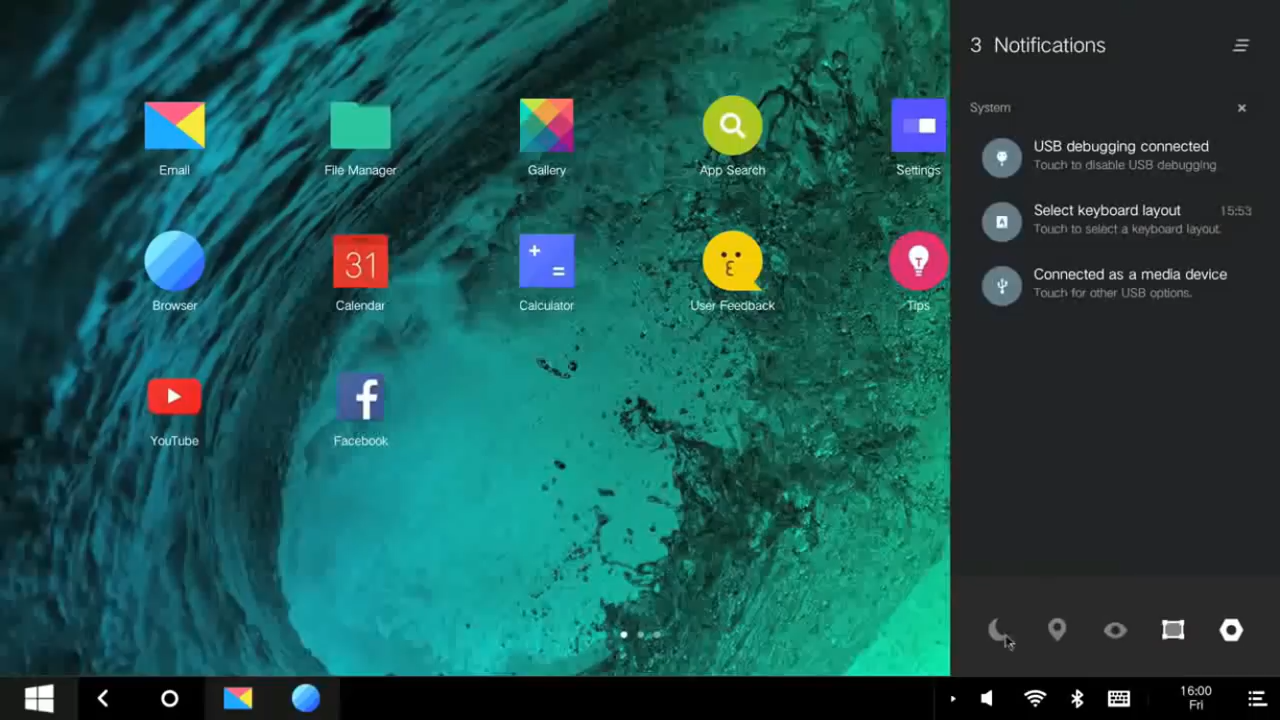 3 Notifications
System
USB debugging connected
Touch to disable USB debugging.
Select keyboard layout 15:53
Touch to select a keyboard layout.
Connected as a media device
Touch for other USB options.
Email
File Manager
Gallery
App Search
Settings
Browser
31
Calendar
Calculator
User Feedback
Tips
YouTube
Facebook
16:00
Fri